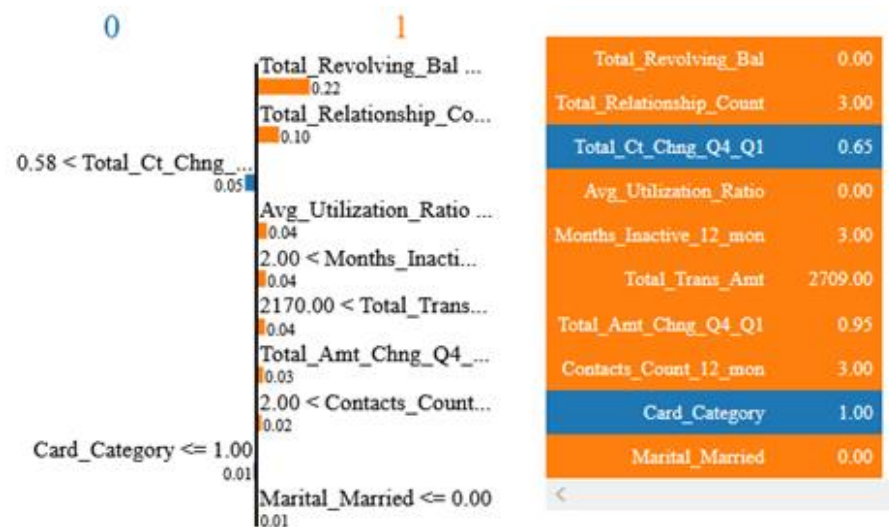 0 1
Total_Revolving_Bal ...
0.22
Total_Relationship_Co...
0.10
0.58 < Total_Ct_Chng_...
0.05
Avg_Utilization_Ratio ...
0.04
2.00 < Months_Inacti...
0.04
2170.00 < Total_Trans...
0.04
Total_Amt_Chng_Q4_...
0.03
2.00 < Contacts_Count...
0.02
Card_Category <= 1.00
0.01
Marital_Married <= 0.00
0.01
Total_Revolving_Bal 0.00
Total_Relationship_Count 3.00
Total_Ct_Chng_Q4_Q1 0.65
Avg_Utilization_Ratio 0.00
Months_Inactive_12_mon 3.00
Total_Trans_Amt 2709.00
Total_Amt_Chng_Q4_Q1 0.95
Contacts_Count_12_mon 3.00
Card_Category 1.00
Marital_Married 0.00